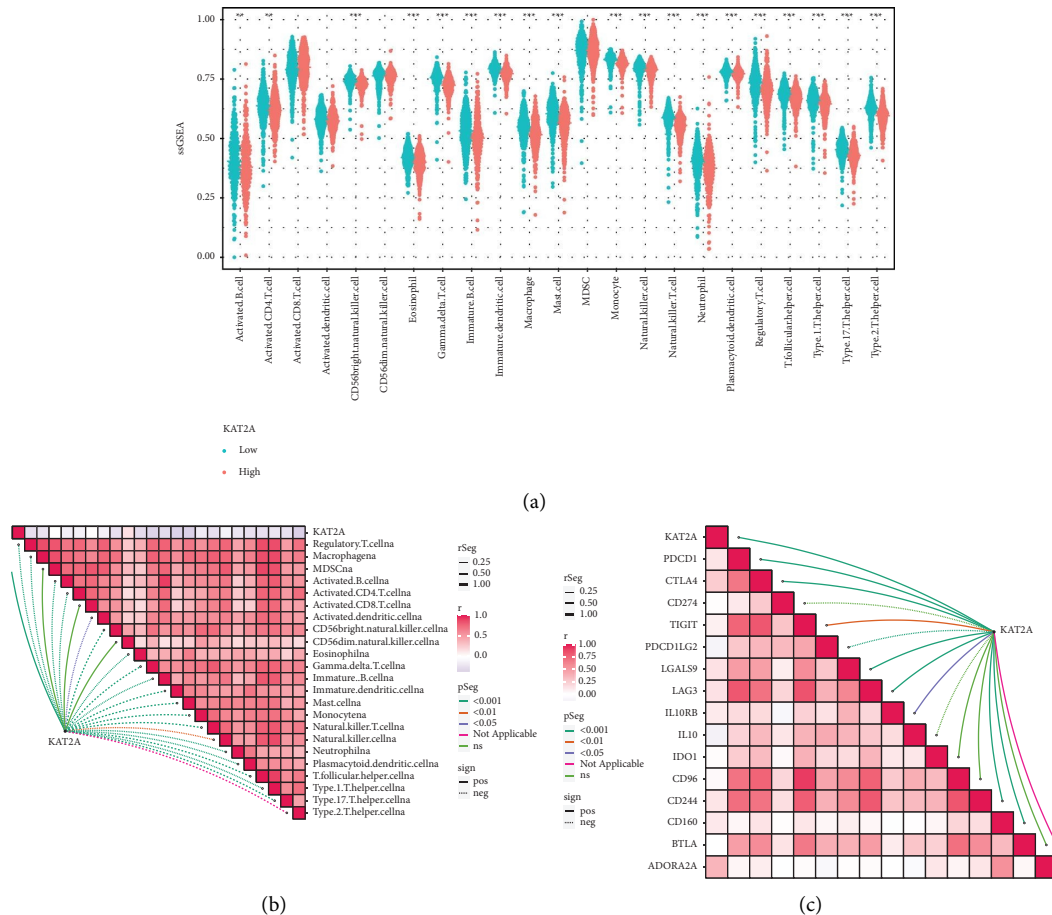 ** ** *** *** *** *** *** *** *** *** *** *** *** *** *** *** *** *** ***
ssGSEA
1.00
0.75
0.50
0.25
0.00
Activated.B.cell
Activated.CD4.T.cell
Activated.CD8.T.cell
Activated.dendritic.cell
CD56bright.natural.killer.cell
CD56dim.natural.killer.cell
Eosinophil
Gamma.delta.T.cell
Immature.B.cell
Immature.dendritic.cell
Macrophage
Mast.cell
MDSC
Monocyte
Natural.killer.cell
Natural.killer.T.cell
Neutrophil
Plasmacytoid.dendritic.cell
Regulatory.T.cell
T.follicular.helper.cell
Type.1.T.helper.cell
Type.17.T.helper.cell
Type.2.T.helper.cell
KAT2A
Low
High
(a)
KAT2A
Regulatory.T.cellna
Macrophagena
MDSCna
Activated.B.cellna
Activated.CD4.T.cellna
Activated.CD8.T.cellna
Activated.dendritic.cellna
CD56bright.natural.killer.cellna
CD56dim.natural.killer.cellna
Eosinophilna
Gamma.delta.T.cellna
Immature..B.cellna
Immature.dendritic.cellna
Mast.cellna
Monocytena
Natural.killer.T.cellna
Natural.killer.cellna
Neutrophilna
Plasmacytoid.dendritic.cellna
T.follicular.helper.cellna
Type.1.T.helper.cellna
Type.17.T.helper.cellna
Type.2.T.helper.cellna
KAT2A
rSeg
0.25
0.50
1.00
r
1.0
0.5
0.0
pSeg
<0.001
<0.01
<0.05
Not Applicable
ns
sign
pos
neg
(b)
rSeg
0.25
0.50
1.00
r
1.00
0.75
0.50
0.25
0.00
pSeg
<0.001
<0.01
<0.05
Not Applicable
ns
sign
pos
neg
KAT2A
PDCD1
CTLA4
CD274
TIGIT
PDCD1LG2
LGALS9
LAG3
IL10RB
IL10
IDO1
CD96
CD244
CD160
BTLA
ADORA2A
KAT2A
(c)